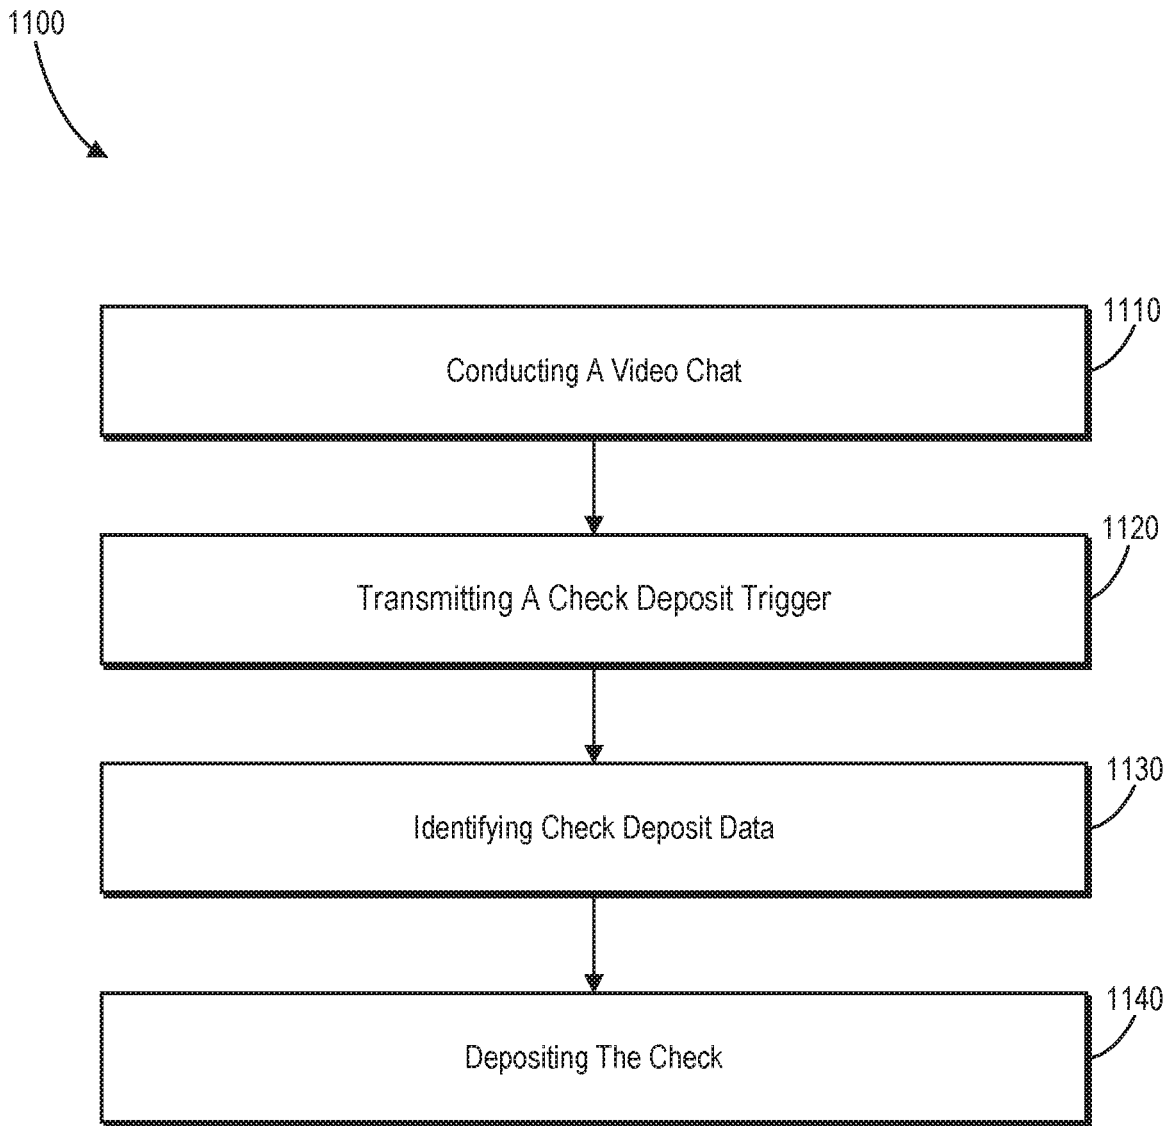 1100
1110
Conducting A Video Chat
1120
Transmitting A Check Deposit Trigger
1130
Identifying Check Deposit Data
1140
Depositing The Check